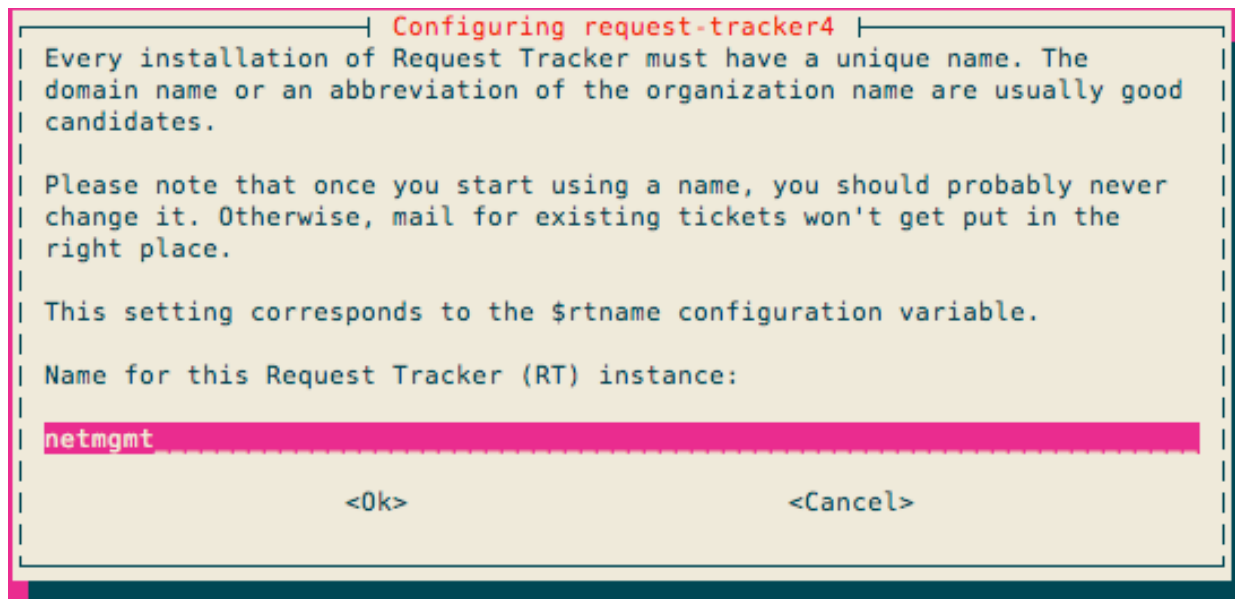 Configuring request-tracker4
Every installation of Request Tracker must have a unique name. The
domain name or an abbreviation of the organization name are usually good
candidates.
Please note that once you start using a name, you should probably never
change it. Otherwise, mail for existing tickets won't get put in the
right place.
This setting corresponds to the $rtname configuration variable.
Name for this Request Tracker (RT) instance:
netmgmt
<Ok> <Cancel>